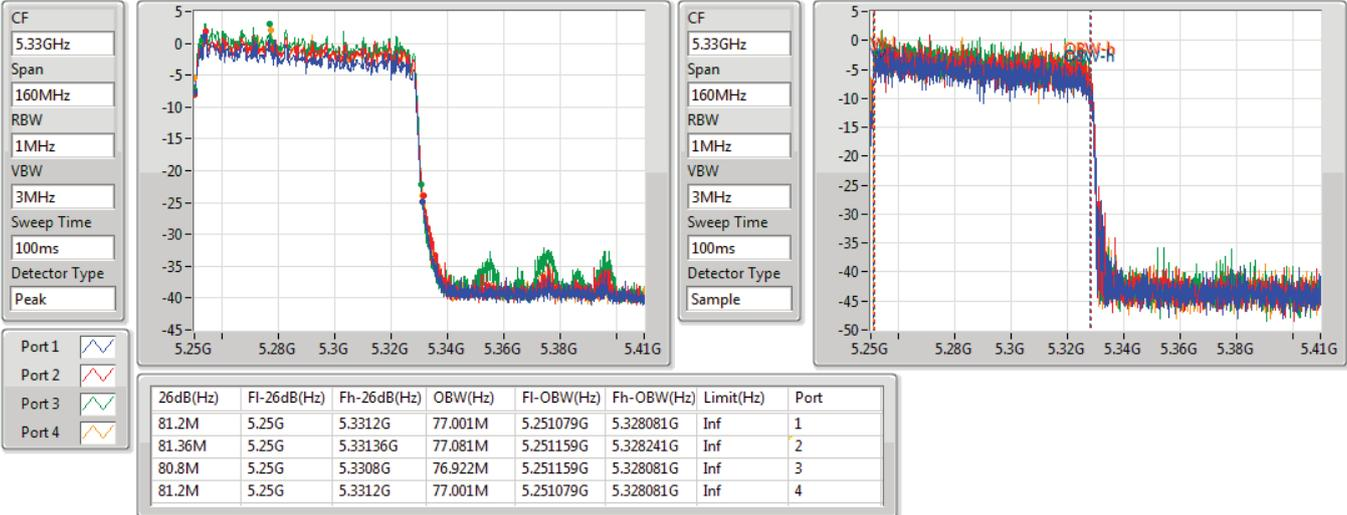 CF
5.33GHz
Span
160MHz
RBW
1MHz
VBW
3MHz
Sweep Time
100ms
Detector Type
Peak
5
0
-5
-10
-15
-20
-25
-30
-35
-40
-45
5.25G 5.28G 5.3G 5.32G 5.34G 5.36G 5.38G 5.41G
CF
5.33GHz
Span
160MHz
RBW
1MHz
VBW
3MHz
Sweep Time
100ms
Detector Type
Sample
5
0
-5
-10
-15
-20
-25
-30
-35
-40
-45
-50
OBW-h
5.25G 5.28G 5.3G 5.32G 5.34G 5.36G 5.38G 5.41G
Port 1
Port 2
Port 3
Port 4
26dB(Hz) Fl-26dB(Hz) Fh-26dB(Hz) OBW(Hz) Fl-OBW(Hz) Fh-OBW(Hz) Limit(Hz) Port
81.2M 5.25G 5.3312G 77.001M 5.251079G 5.328081G Inf 1
81.36M 5.25G 5.33136G 77.081M 5.251159G 5.328241G Inf 2
80.8M 5.25G 5.3308G 76.922M 5.251159G 5.328081G Inf 3
81.2M 5.25G 5.3312G 77.001M 5.251079G 5.328081G Inf 4